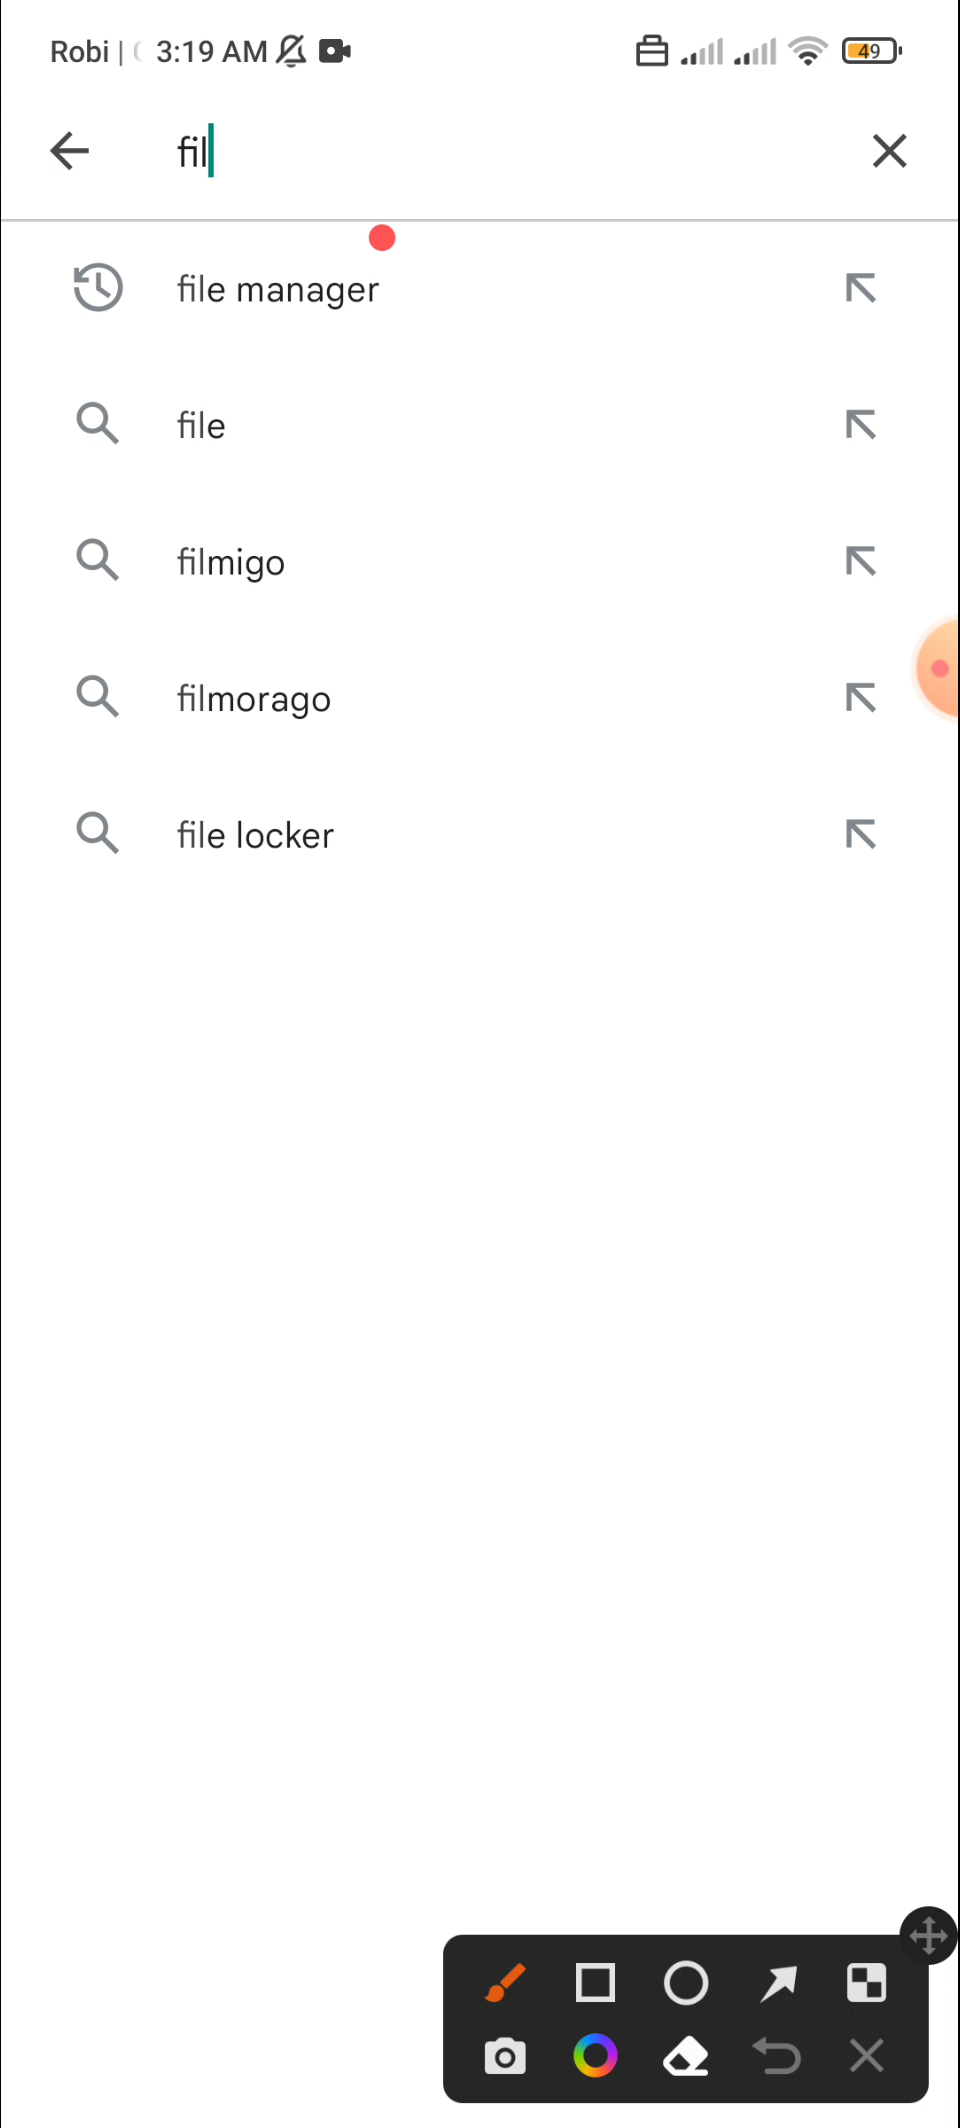 Robi | 3:19 AM 49
fil
file manager
file
filmigo
filmorago
file locker